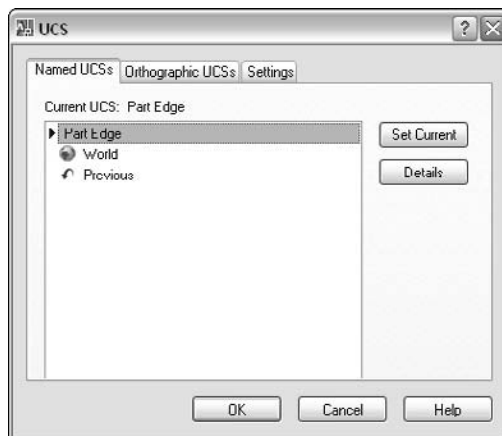 UCS
Named UCSs Orthographic UCSs Settings
Current UCS: Part Edge
Part Edge
Set Current
World
Previous
Details
OK Cancel Help